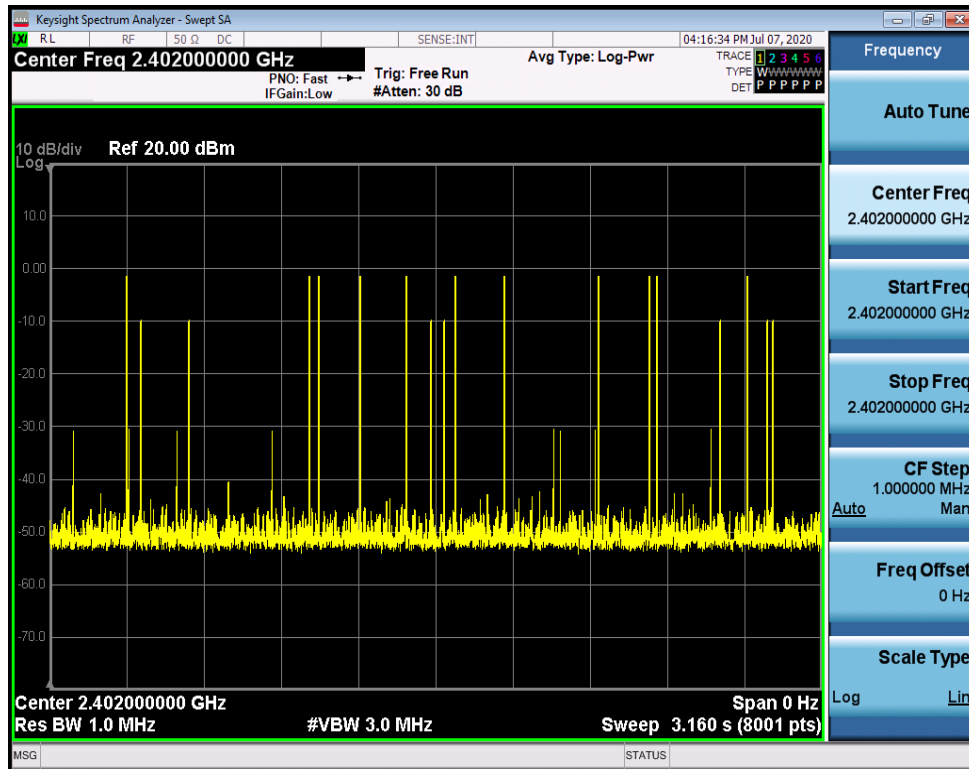 Keysight Spectrum Analyzer - Swept SA
LXI RL RF 50 Ω DC SENSE:INT 04:16:34 PM Jul 07, 2020
Center Freq 2.402000000 GHz
Avg Type: Log-Pwr
TRACE 1 2 3 4 5 6
PNO: Fast
Trig: Free Run
TYPE W
IFGain:Low
#Atten: 30 dB
DET P P P P P P
10 dB/div Ref 20.00 dBm
Log
10.0
0.00
-10.0
-20.0
-30.0
-40.0
-50.0
-60.0
-70.0
Center 2.402000000 GHz
Span 0 Hz
Res BW 1.0 MHz
#VBW 3.0 MHz
Sweep 3.160 s (8001 pts)
MSG
STATUS
Frequency
Auto Tune
Center Freq
2.402000000 GHz
Start Freq
2.402000000 GHz
Stop Freq
2.402000000 GHz
CF Step
1.000000 MHz
Auto Man
Freq Offset
0 Hz
Scale Type
Log Lin